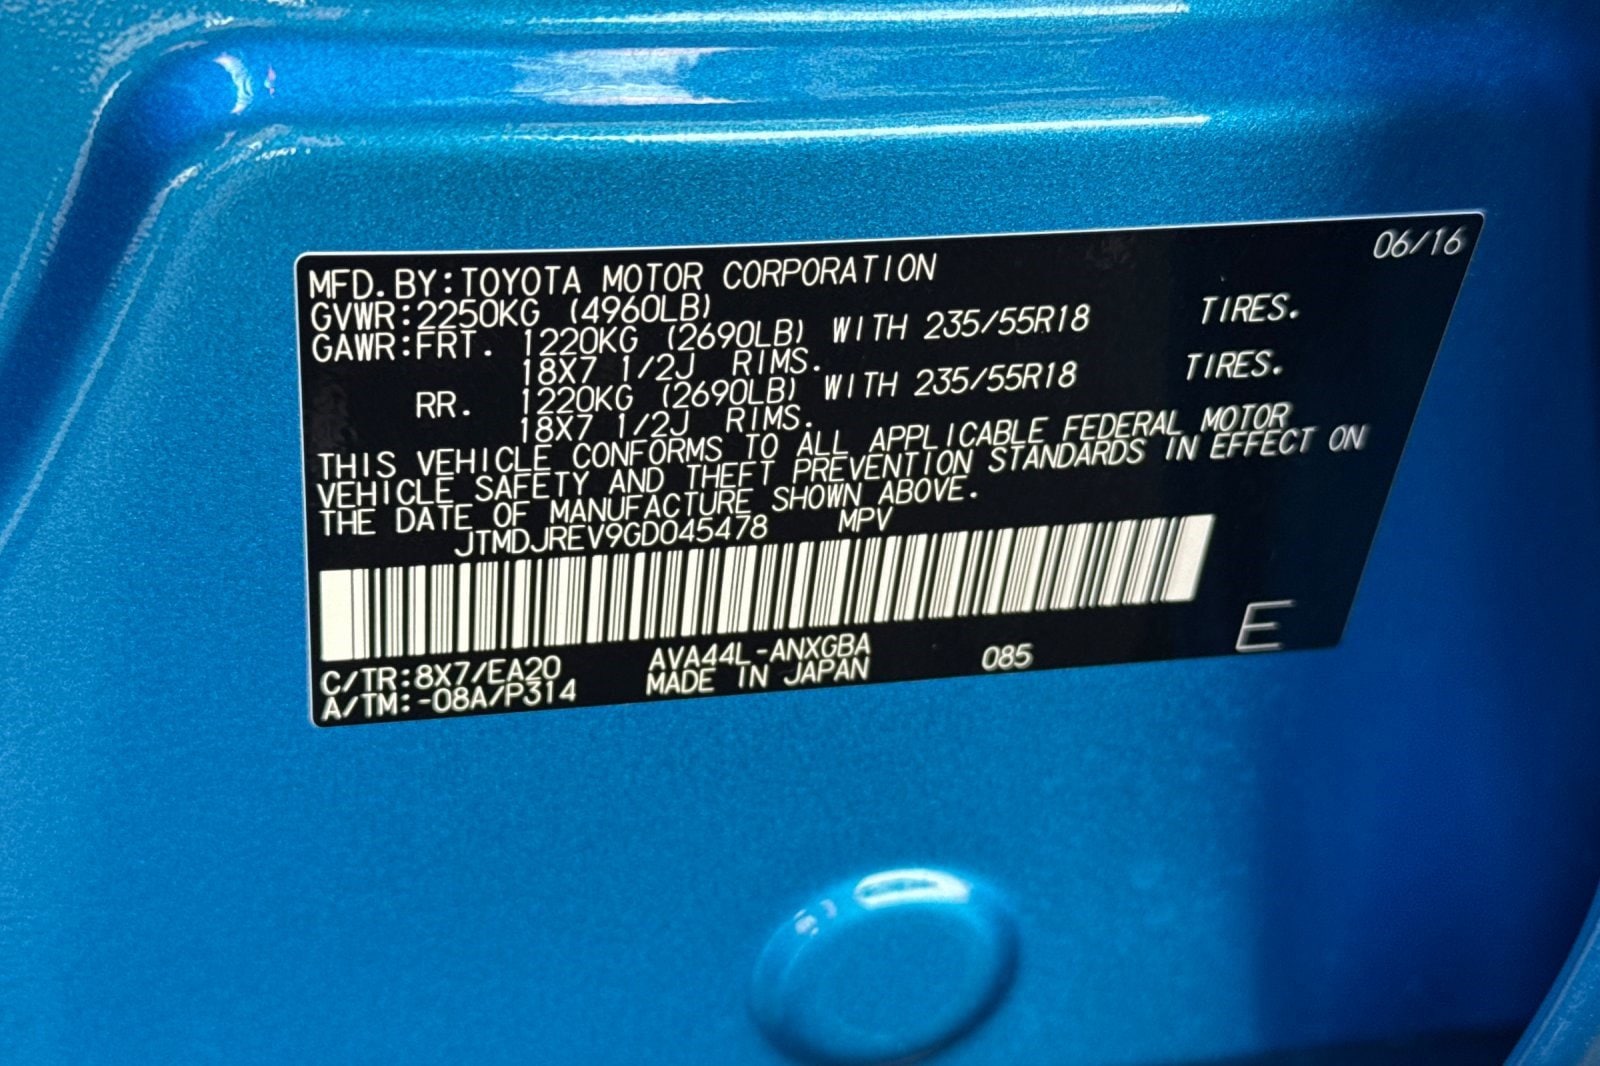 06/16
MFD. BY:TOYOTA MOTOR CORPORATION
GVWR:2250KG (4960LB)
GAWR:FRT. 1220KG (2690LB) WITH 235/55R18 TIRES.
18X7 1/2J RIMS.
RR. 1220KG (2690LB) WITH 235/55R18 TIRES.
18X7 1/2J RIMS.
THIS VEHICLE CONFORMS TO ALL APPLICABLE FEDERAL MOTOR
VEHICLE SAFETY AND THEFT PREVENTION STANDARDS IN EFFECT ON
THE DATE OF MANUFACTURE SHOWN ABOVE.
JTMDJREV9GD045478 MPV
C/TR:8X7/EA20 AVA44L-ANXGBA 085 E
A/TM:-08A/P314 MADE IN JAPAN